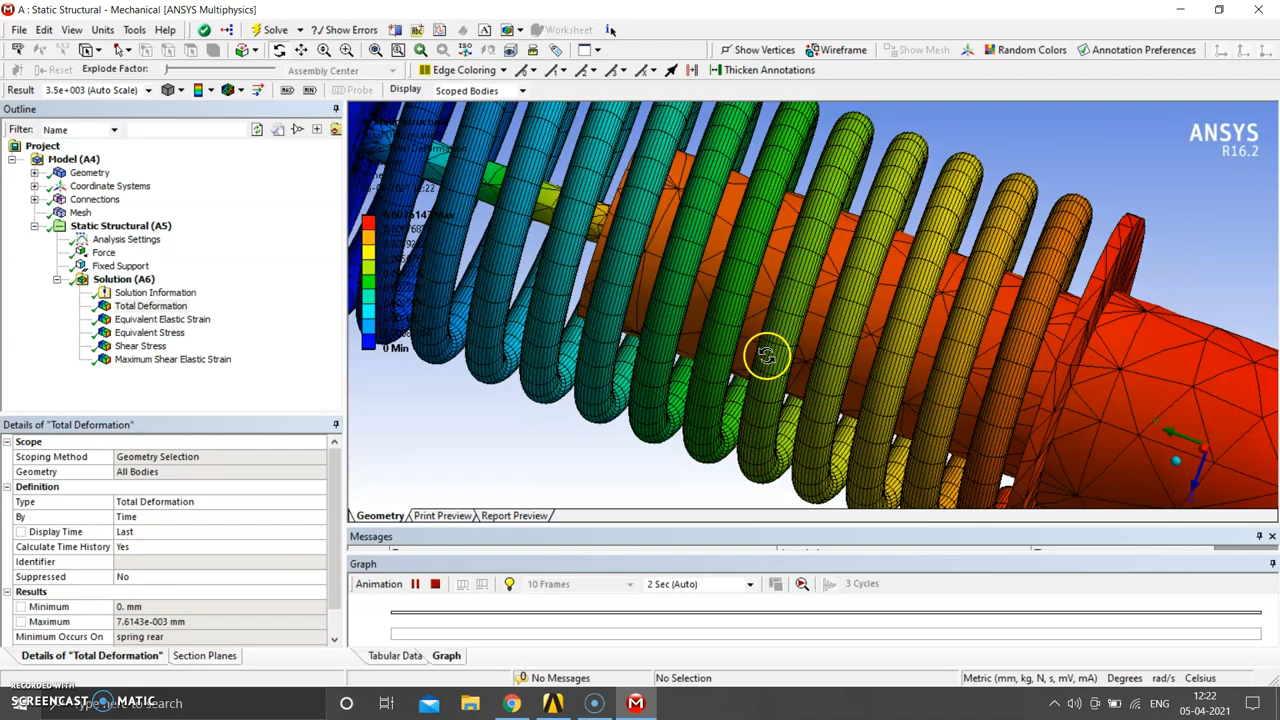 A : Static Structural - Mechanical [ANSYS Multiphysics]
File Edit View Units Tools Help Solve ?/ Show Errors Worksheet
Show Vertices Wireframe Show Mesh Random Colors Annotation Preferences
Reset Explode Factor: Assembly Center Edge Coloring Thicken Annotations
Result 3.5e+003 (Auto Scale) Probe Display Scoped Bodies
Outline
Filter: Name
Project
Model (A4)
Geometry
Coordinate Systems
Connections
Mesh
Static Structural (A5)
Analysis Settings
Force
Fixed Support
Solution (A6)
Solution Information
Total Deformation
Equivalent Elastic Strain
Equivalent Stress
Shear Stress
Maximum Shear Elastic Strain
ANSYS
R16.2
12:22
Max
0 Min
Details of "Total Deformation"
Scope
Scoping Method Geometry Selection
Geometry All Bodies
Definition
Type Total Deformation
By Time
Display Time Last
Calculate Time History Yes
Identifier
Suppressed No
Results
Minimum 0. mm
Maximum 7.6143e-003 mm
Minimum Occurs On spring rear
Details of "Total Deformation" Section Planes
Geometry Print Preview Report Preview
Messages
Graph
Animation 10 Frames 2 Sec (Auto) 3 Cycles
Tabular Data Graph
No Messages No Selection Metric (mm, kg, N, s, mV, mA) Degrees rad/s Celsius
RECORDED WITH
SCREENCAST MATIC
Type here to search
ENG
12:22
05-04-2021